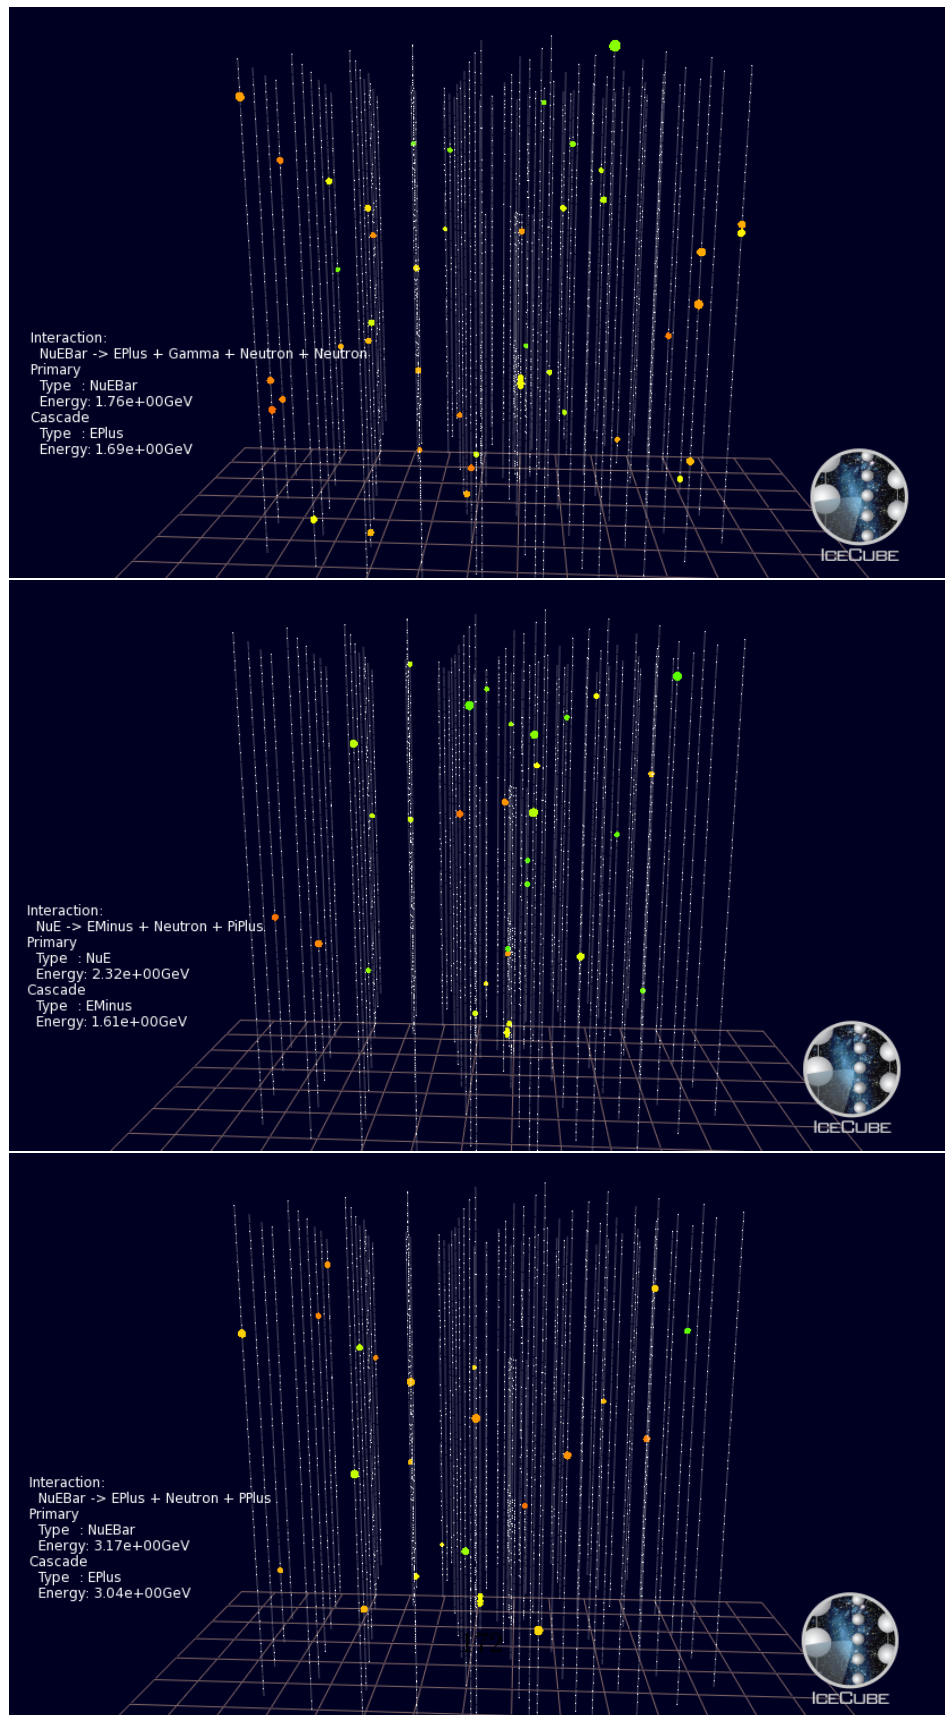 Interaction:
NuEBar -> EPlus + Gamma + Neutron + Neutron
Primary
Type : NuEBar
Energy: 1.76e+00GeV
Cascade
Type : EPlus
Energy: 1.69e+00GeV
ICECUBE
Interaction:
NuE -> EMinus + Neutron + PiPlus
Primary
Type : NuE
Energy: 2.32e+00GeV
Cascade
Type : EMinus
Energy: 1.61e+00GeV
ICECUBE
Interaction:
NuEBar -> EPlus + Neutron + PPlus
Primary
Type : NuEBar
Energy: 3.17e+00GeV
Cascade
Type : EPlus
Energy: 3.04e+00GeV
ICECUBE